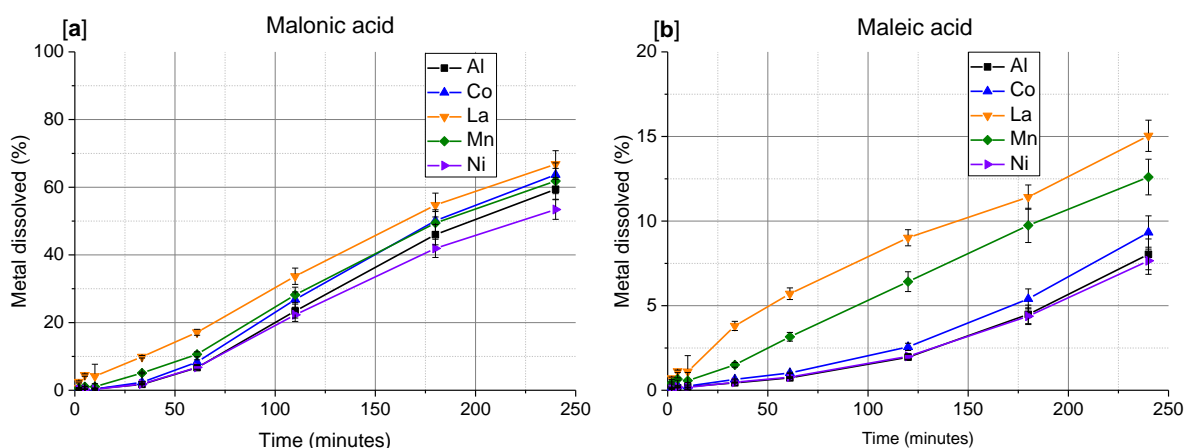 [a] Malonic acid
Metal dissolved (%)
100
80
60
40
20
0
0 50 100 150 200 250
Time (minutes)
Al
Co
La
Mn
Ni
[b] Maleic acid
Metal dissolved (%)
20
15
10
5
0
0 50 100 150 200 250
Time (minutes)
Al
Co
La
Mn
Ni